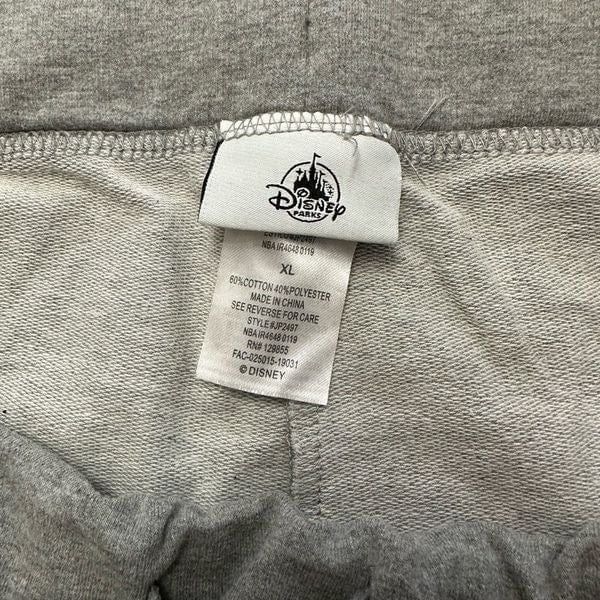 Disney
PARKS
NBA IR4648 0119
XL
60%COTTON 40%POLYESTER
MADE IN CHINA
SEE REVERSE FOR CARE
STYLE #JP2497
NBA IR4648 0119
RN# 129855
FAC-025015-19031
© DISNEY